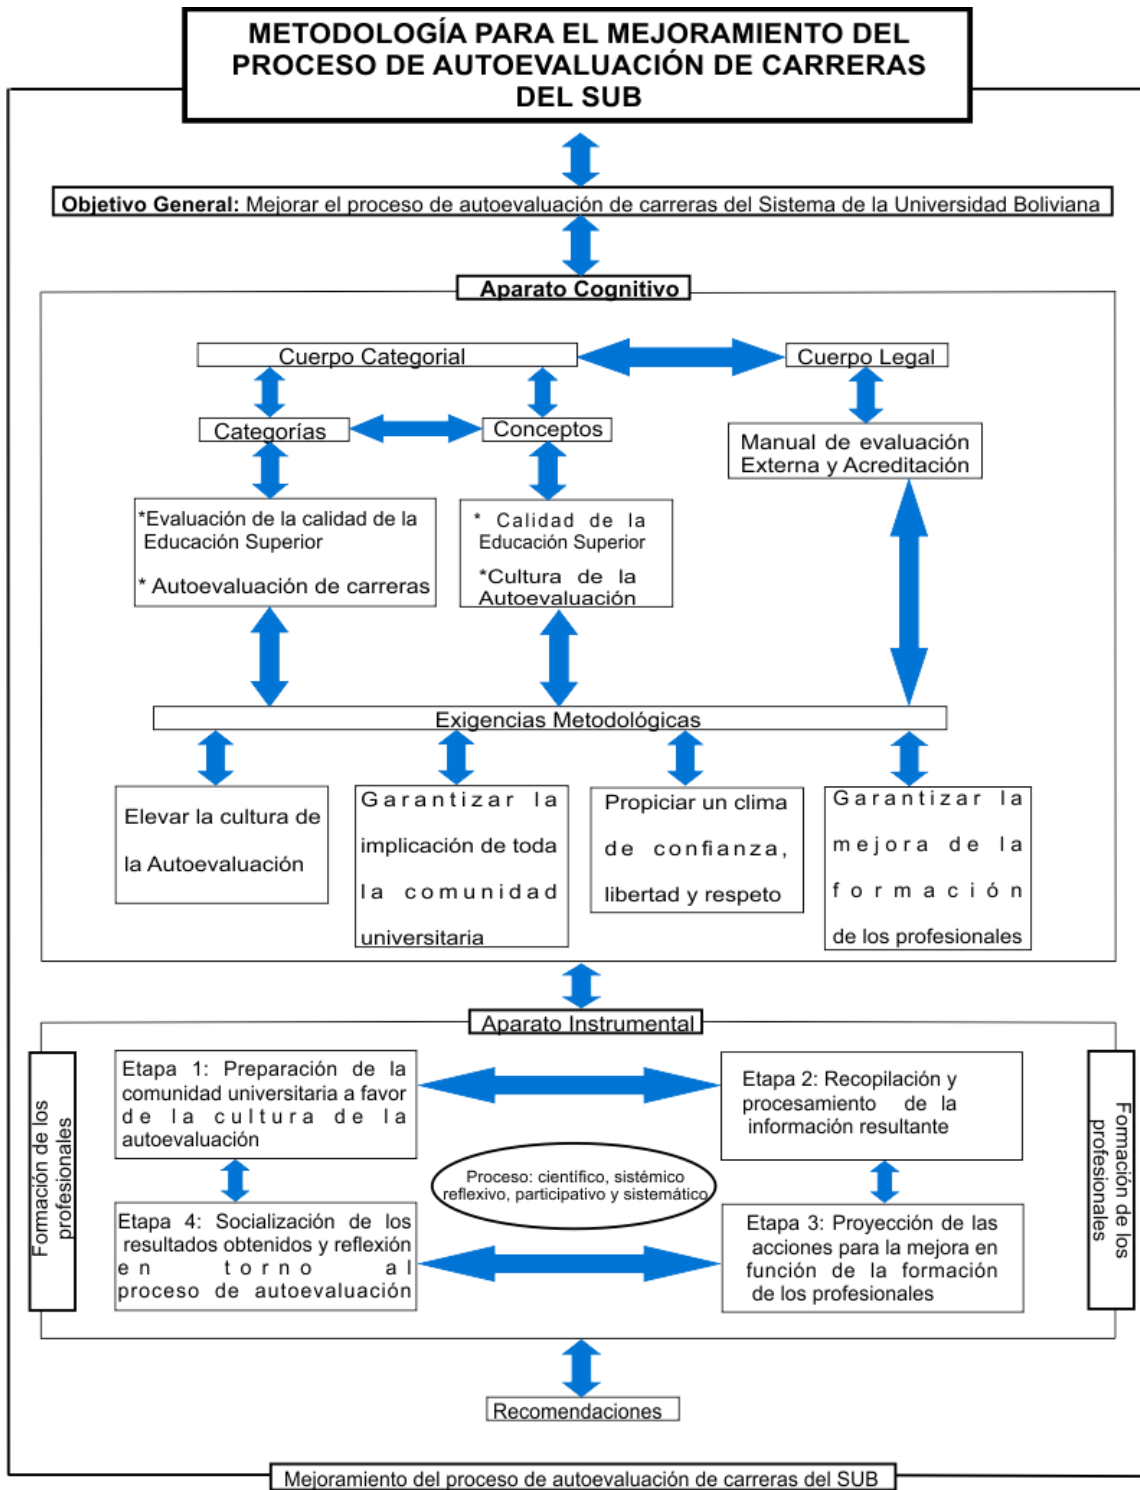 METODOLOGÍA PARA EL MEJORAMIENTO DEL
PROCESO DE AUTOEVALUACIÓN DE CARRERAS
DEL SUB
Objetivo General: Mejorar el proceso de autoevaluación de carreras del Sistema de la Universidad Boliviana
Aparato Cognitivo
Cuerpo Categorial
Cuerpo Legal
Categorías
Conceptos
Manual de evaluación
Externa y Acreditación
*Evaluación de la calidad de la
Educación Superior
* Autoevaluación de carreras
* Calidad de la
Educación Superior
*Cultura de la
Autoevaluación
Exigencias Metodológicas
Elevar la cultura de
la Autoevaluación
Garantizar la
implicación de toda
la comunidad
universitaria
Propiciar un clima
de confianza,
libertad y respeto
Garantizar la
mejora de la
formación
de los profesionales
Aparato Instrumental
Formación de los
profesionales
Etapa 1: Preparación de la
comunidad universitaria a favor
de la cultura de la
autoevaluación
Etapa 2: Recopilación y
procesamiento de la
información resultante
Proceso: científico, sistémico
reflexivo, participativo y sistemático
Etapa 4: Socialización de los
resultados obtenidos y reflexión
en torno al
proceso de autoevaluación
Etapa 3: Proyección de las
acciones para la mejora en
función de la formación
de los profesionales
Formación de los
profesionales
Recomendaciones
Mejoramiento del proceso de autoevaluación de carreras del SUB